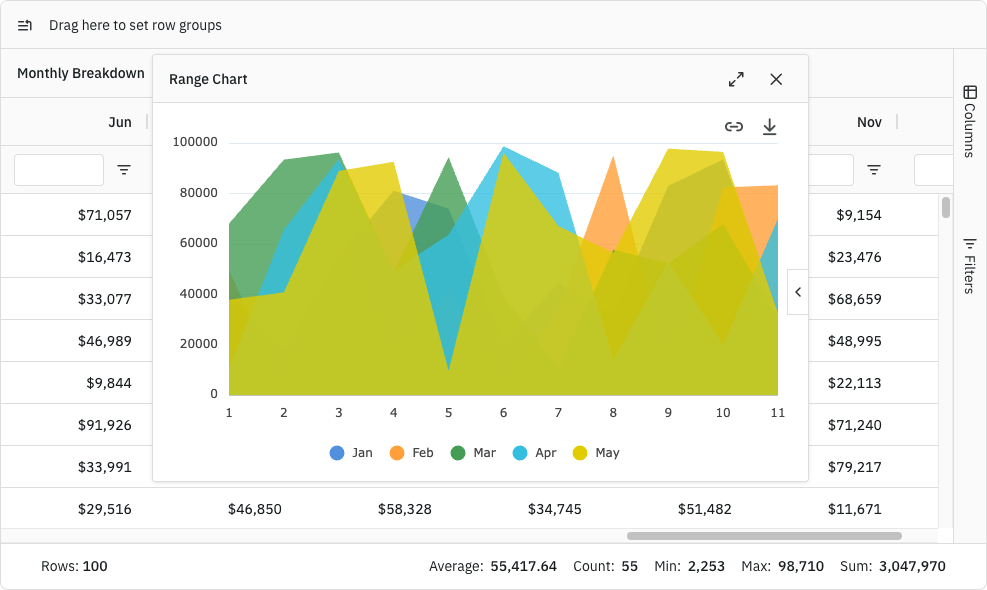 Drag here to set row groups
Monthly Breakdown
Range Chart
Columns
Filters
Jun
Nov
100000
80000
60000
40000
20000
0
1 2 3 4 5 6 7 8 9 10 11
Jan Feb Mar Apr May
$71,057 $9,154
$16,473 $23,476
$33,077 $68,659
$46,989 $48,995
$9,844 $22,113
$91,926 $71,240
$33,991 $79,217
$29,516 $46,850 $58,328 $34,745 $51,482 $11,671
Rows: 100 Average: 55,417.64 Count: 55 Min: 2,253 Max: 98,710 Sum: 3,047,970